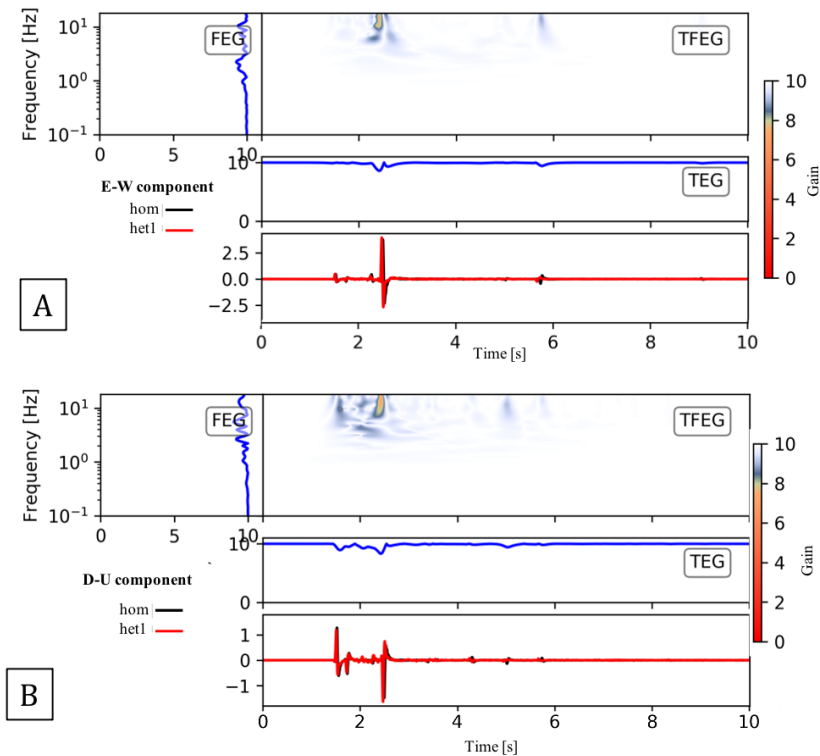 Frequency [Hz]
10¹
10⁰
10⁻¹
FEG
TFEG
0 5 10
10
0
TEG
E-W component
hom
het1
2.5
0.0
−2.5
0 2 4 6 8 10
Time [s]
10
8
6
4
2
0
Gain
A
Frequency [Hz]
10¹
10⁰
10⁻¹
FEG
TFEG
0 5 10
10
0
TEG
D-U component
hom
het1
1
0
−1
0 2 4 6 8 10
Time [s]
10
8
6
4
2
0
Gain
B